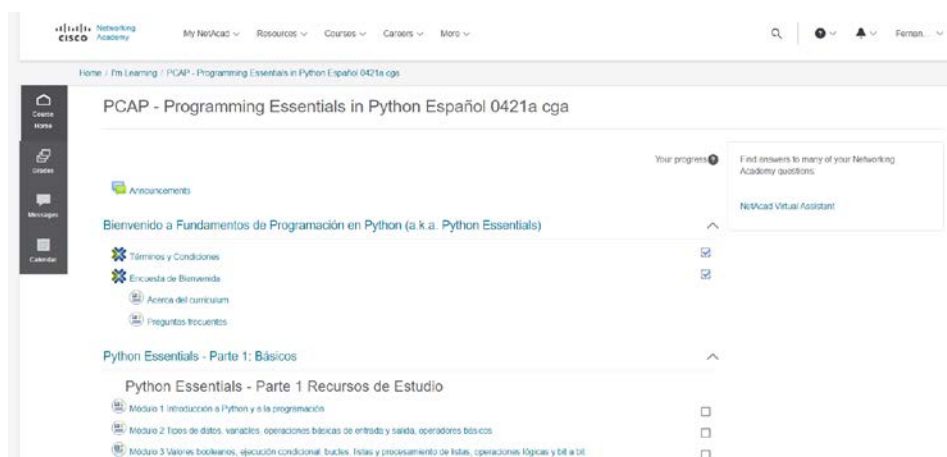 CISCO Networking Academy
My NetAcad Resources Courses Careers More
Fernan...
Home / I'm Learning / PCAP - Programming Essentials in Python Español 0421a cga
Course Home
PCAP - Programming Essentials in Python Español 0421a cga
Grades
Messages
Calendar
Your progress
Find answers to many of your Networking
Academy questions.
NetAcad Virtual Assistant
Announcements
Bienvenido a Fundamentos de Programación en Python (a.k.a. Python Essentials)
Términos y Condiciones
Encuesta de Bienvenida
Acerca del curriculum
Preguntas frecuentes
Python Essentials - Parte 1: Básicos
Python Essentials - Parte 1 Recursos de Estudio
Módulo 1 Introducción a Python y a la programación
Módulo 2 Tipos de datos, variables, operaciones básicas de entrada y salida, operadores básicos
Módulo 3 Valores booleanos, ejecución condicional, bucles, listas y procesamiento de listas, operaciones lógicas y bit a bit